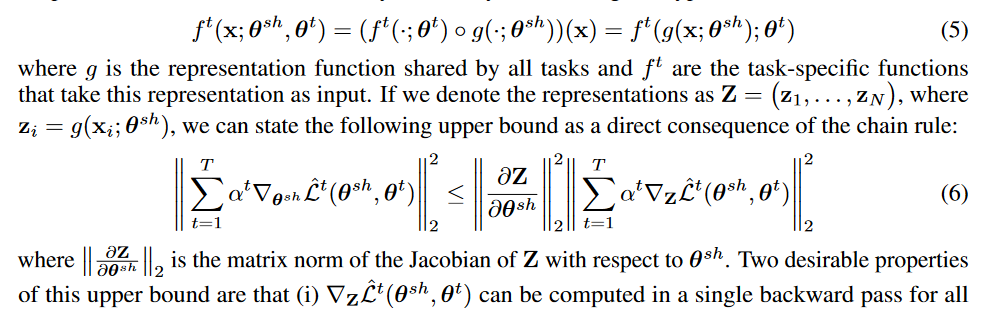 f^t(x; θ^{sh}, θ^t) = (f^t(·; θ^t) ∘ g(·; θ^{sh}))(x) = f^t(g(x; θ^{sh}); θ^t) (5)
where g is the representation function shared by all tasks and f^t are the task-specific functions
that take this representation as input. If we denote the representations as Z = (z_1, . . . , z_N), where
z_i = g(x_i; θ^{sh}), we can state the following upper bound as a direct consequence of the chain rule:
‖∑_{t=1}^{T} α^t ∇_{θ^{sh}} \hat{L}^t(θ^{sh}, θ^t)‖_2^2 ≤ ‖∂Z/∂θ^{sh}‖_2^2 ‖∑_{t=1}^{T} α^t ∇_Z \hat{L}^t(θ^{sh}, θ^t)‖_2^2 (6)
where ‖∂Z/∂θ^{sh}‖_2 is the matrix norm of the Jacobian of Z with respect to θ^{sh}. Two desirable properties
of this upper bound are that (i) ∇_Z \hat{L}^t(θ^{sh}, θ^t) can be computed in a single backward pass for all